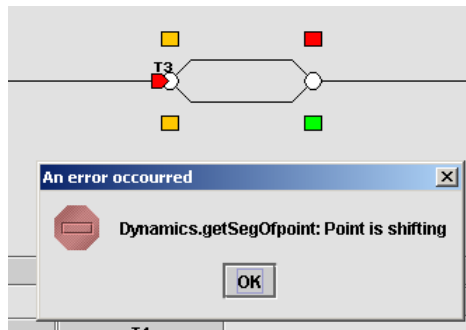 T3
An error occourred
Dynamics.getSegOfpoint: Point is shifting
OK